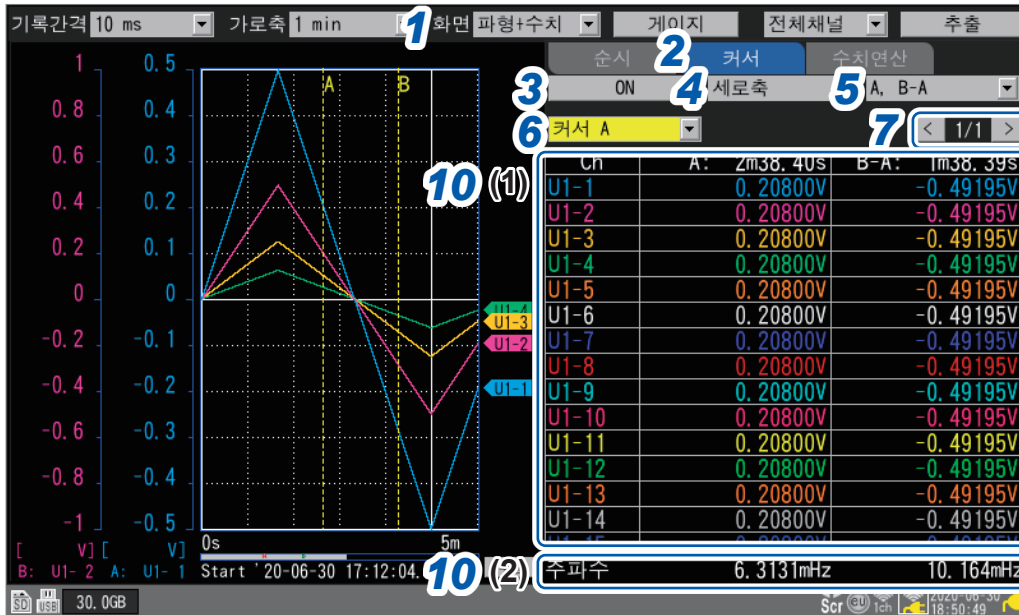 기록간격 10 ms 가로축 1 min 1 화면 파형+수치 게이지 전체채널 추출
순시 2 커서 수치연산
3 ON 4 세로축 5 A, B-A
6 커서 A 7 < 1/1 >
10 (1)
Ch A: 2m38. 40s B-A: 1m38. 39s
U1-1 0. 20800V -0. 49195V
U1-2 0. 20800V -0. 49195V
U1-3 0. 20800V -0. 49195V
U1-4 0. 20800V -0. 49195V
U1-5 0. 20800V -0. 49195V
U1-6 0. 20800V -0. 49195V
U1-7 0. 20800V -0. 49195V
U1-8 0. 20800V -0. 49195V
U1-9 0. 20800V -0. 49195V
U1-10 0. 20800V -0. 49195V
U1-11 0. 20800V -0. 49195V
U1-12 0. 20800V -0. 49195V
U1-13 0. 20800V -0. 49195V
U1-14 0. 20800V -0. 49195V
10 (2) 주파수 6. 3131mHz 10. 164mHz
1 0. 5
0. 8 0. 4
0. 6 0. 3
0. 4 0. 2
0. 2 0. 1
0 0
-0. 2 -0. 1
-0. 4 -0. 2
-0. 6 -0. 3
-0. 8 -0. 4
-1 -0. 5
A B
U1-4
U1-3
U1-2
U1-1
[ V] [ V] 0s 5m
B: U1- 2 A: U1- 1 Start '20-06-30 17:12:04.
SD USB 30. 0GB Scr eu 1ch 2020-06-30
18:50:49